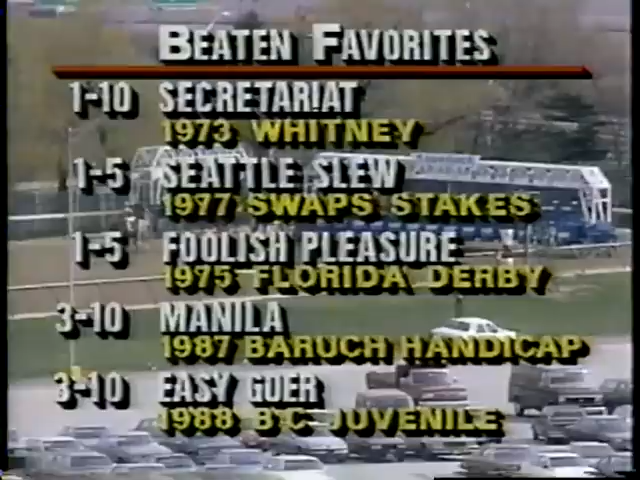 BEATEN FAVORITES
1-10 SECRETARIAT
1973 WHITNEY
1-5 SEATTLE SLEW
1977 SWAPS STAKES
1-5 FOOLISH PLEASURE
1975 FLORIDA DERBY
3-10 MANILA
1987 BARUCH HANDICAP
3-10 EASY GOER
1988 B.C. JUVENILE